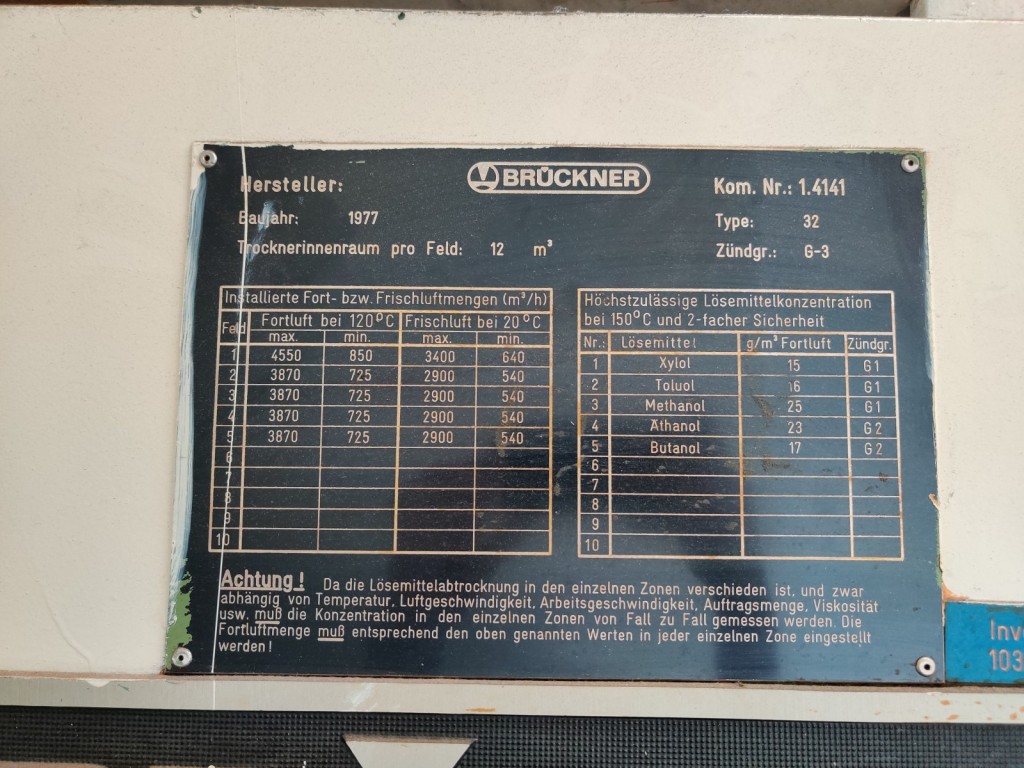 Hersteller: BRÜCKNER Kom. Nr.: 1.4141
Baujahr: 1977 Type: 32
Trocknerinnenraum pro Feld: 12 m³ Zündgr.: G-3
Installierte Fort- bzw. Frischluftmengen (m³/h)
Feld Fortluft bei 120°C Frischluft bei 20°C
max. min. max. min.
1 4550 850 3400 640
2 3870 725 2900 540
3 3870 725 2900 540
4 3870 725 2900 540
5 3870 725 2900 540
6
7
8
9
10
Höchstzulässige Lösemittelkonzentration
bei 150°C und 2-facher Sicherheit
Nr.: Lösemittel g/m³ Fortluft Zündgr.
1 Xylol 15 G1
2 Toluol G1
3 Methanol 25 G1
4 Äthanol 23 G2
5 Butanol 17 G2
6
7
8
9
10
Achtung! Da die Lösemittelabtrocknung in den einzelnen Zonen verschieden ist, und zwar
abhängig von Temperatur, Luftgeschwindigkeit, Arbeitsgeschwindigkeit, Auftragsmenge, Viskosität
usw. muß die Konzentration in den einzelnen Zonen von Fall zu Fall gemessen werden. Die
Fortluftmenge muß entsprechend den oben genannten Werten in jeder einzelnen Zone eingestellt
werden!